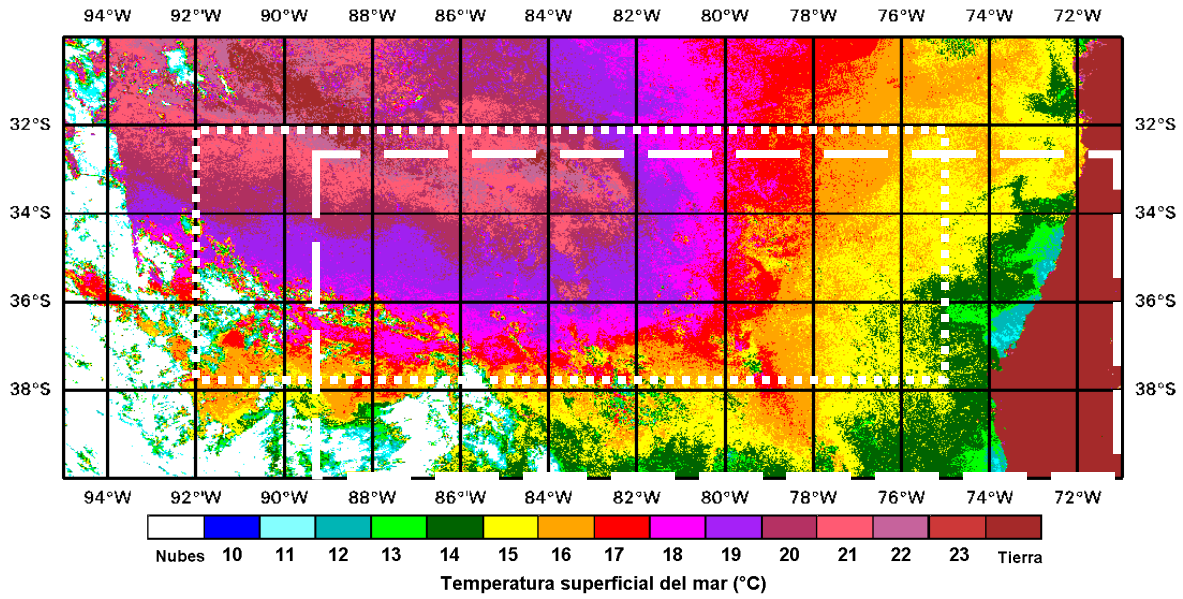 94°W 92°W 90°W 88°W 86°W 84°W 82°W 80°W 78°W 76°W 74°W 72°W
32°S 32°S
34°S 34°S
36°S 36°S
38°S 38°S
94°W 92°W 90°W 88°W 86°W 84°W 82°W 80°W 78°W 76°W 74°W 72°W
Nubes 10 11 12 13 14 15 16 17 18 19 20 21 22 23 Tierra
Temperatura superficial del mar (°C)